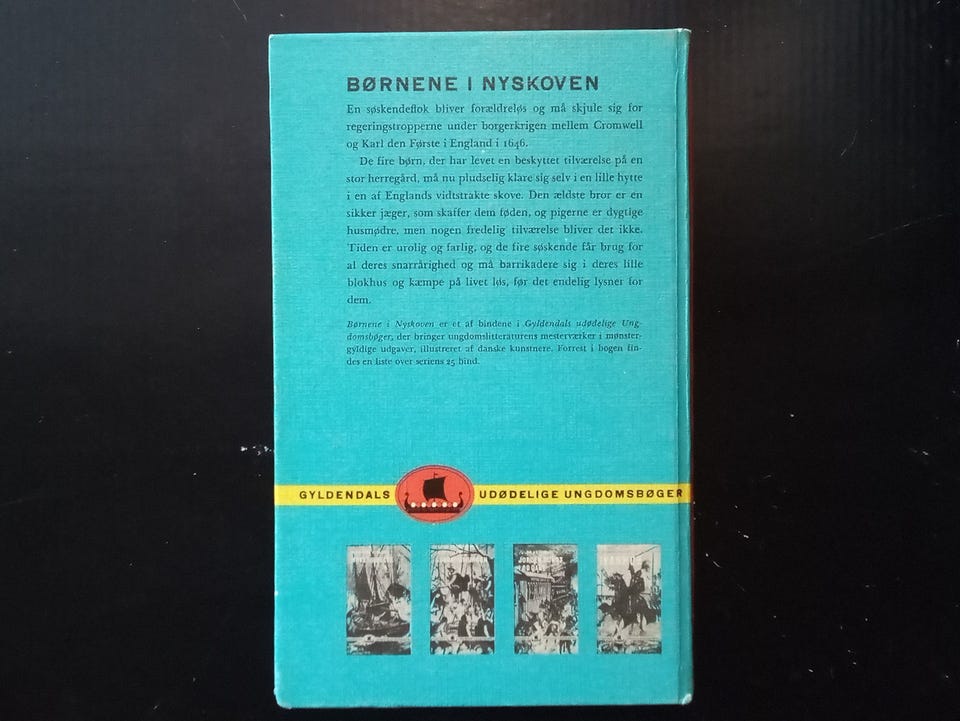 BØRNENE I NYSKOVEN
En søskendeflok bliver forældreløs og må skjule sig for
regeringstropperne under borgerkrigen mellem Cromwell
og Karl den Første i England i 1646.
De fire børn, der har levet en beskyttet tilværelse på en
stor herregård, må nu pludselig klare sig selv i en lille hytte
i en af Englands vidtstrakte skove. Den ældste bror er en
sikker jæger, som skaffer dem føden, og pigerne er dygtige
husmødre, men nogen fredelig tilværelse bliver det ikke.
Tiden er urolig og farlig, og de fire søskende får brug for
al deres snarrårighed og må barrikadere sig i deres lille
blokhus og kæmpe på livet løs, før det endelig lysner for
dem.
Børnene i Nyskoven er et af bindene i Gyldendals udødelige Ung-
domsbøger, der bringer ungdomslitteraturens mesterværker i mønster-
gyldige udgaver, illustreret af danske kunstnere. Forrest i bogen fin-
des en liste over seriens 25 bind.
GYLDENDALS UDØDELIGE UNGDOMSBØGER